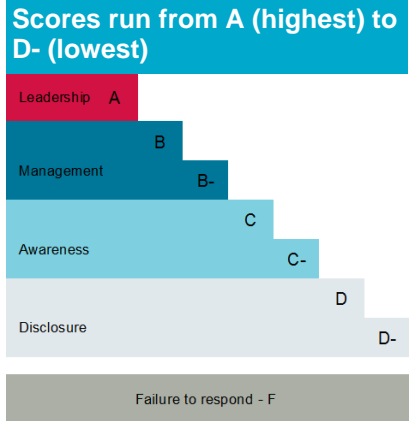 Scores run from A (highest) to
D- (lowest)
Leadership A
B
Management
B-
C
Awareness
C-
D
Disclosure
D-
Failure to respond - F